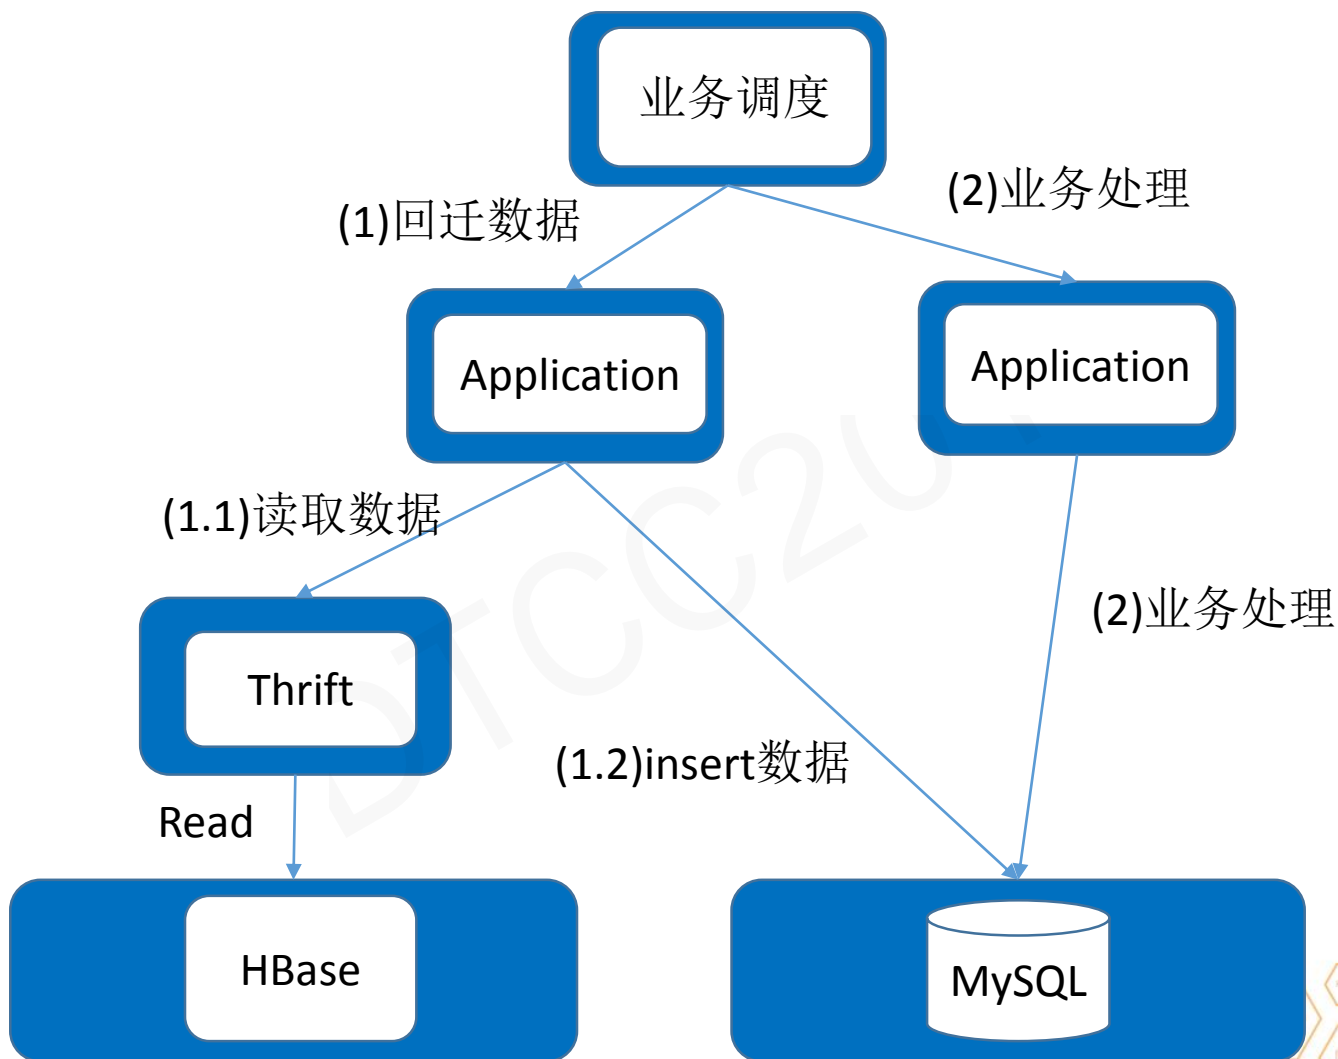 业务调度
(1)回迁数据
(2)业务处理
Application
Application
(1.1)读取数据
(2)业务处理
Thrift
(1.2)insert数据
Read
HBase
MySQL